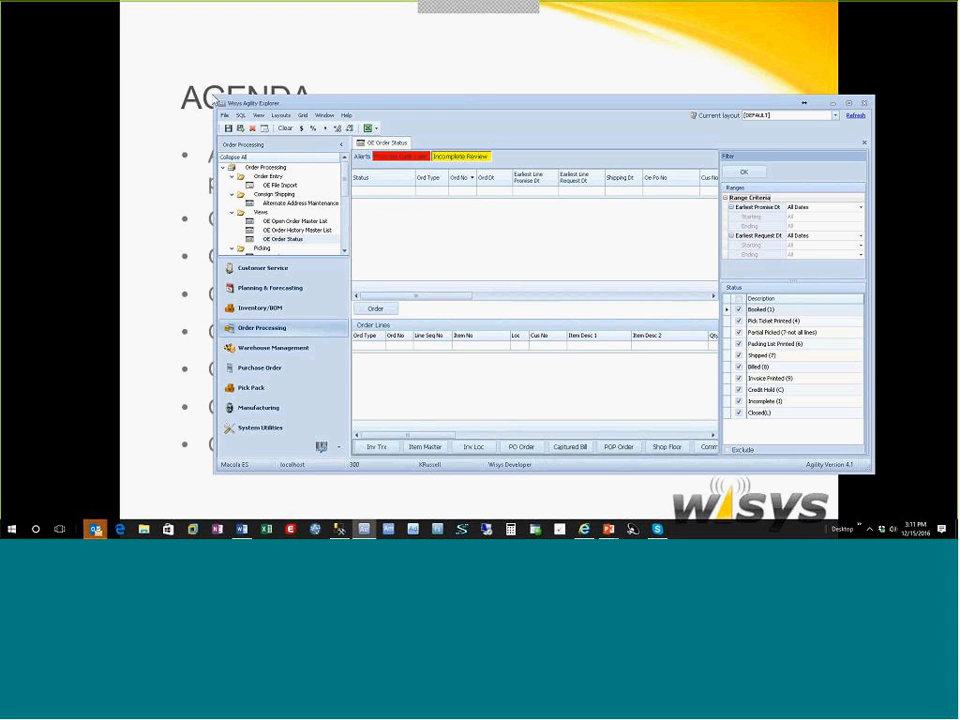 AGENDA
Wisys Agility Explorer
File SQL View Layouts Grid Window Help
Current layout [DEFAULT] Refresh
Clear $ %
Order Processing
OE Order Status
Collapse All
Alerts Incomplete Review
Filter
Order Processing
Order Entry
OE File Import
Consign Shipping
Alternate Address Maintenance
Views
OE Open Order Master List
OE Order History Master List
OE Order Status
Picking
Status Ord Type Ord No Ord Dt Earliest Line Promise Dt Earliest Line Request Dt Shipping Dt Oe Po No Cus No
OK
Ranges
Range Criteria
Earliest Promise Dt All Dates
Starting All
Ending All
Earliest Request Dt All Dates
Starting All
Ending All
Customer Service
Planning & Forecasting
Inventory/BOM
Order Processing
Warehouse Management
Purchase Order
Pick Pack
Manufacturing
System Utilities
Order
Order Lines
Ord Type Ord No Line Seq No Item No Loc Cus No Item Desc 1 Item Desc 2 Qty
Status
Description
Booked (1)
Pick Ticket Printed (4)
Partial Picked (7-not all lines)
Packing List Printed (6)
Shipped (7)
Billed (8)
Invoice Printed (9)
Credit Hold (C)
Incomplete (I)
Closed(L)
Inv Trx Item Master Inv Loc PO Order Captured Bill POP Order Shop Floor Comm
Exclude
Macola ES localhost 300 KRussell Wisys Developer Agility Version 4.1
WISYS
Desktop 3:11 PM
12/15/2016